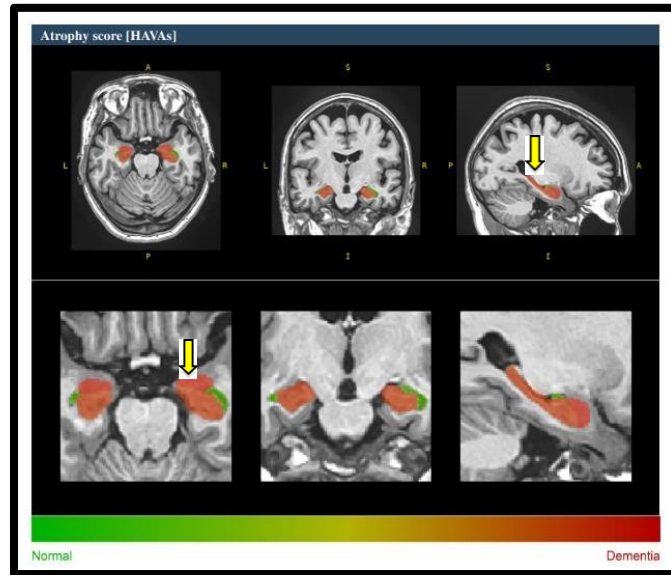 Atrophy score [HAVAs]
A S S
L R L R P A
P I I
Normal Dementia